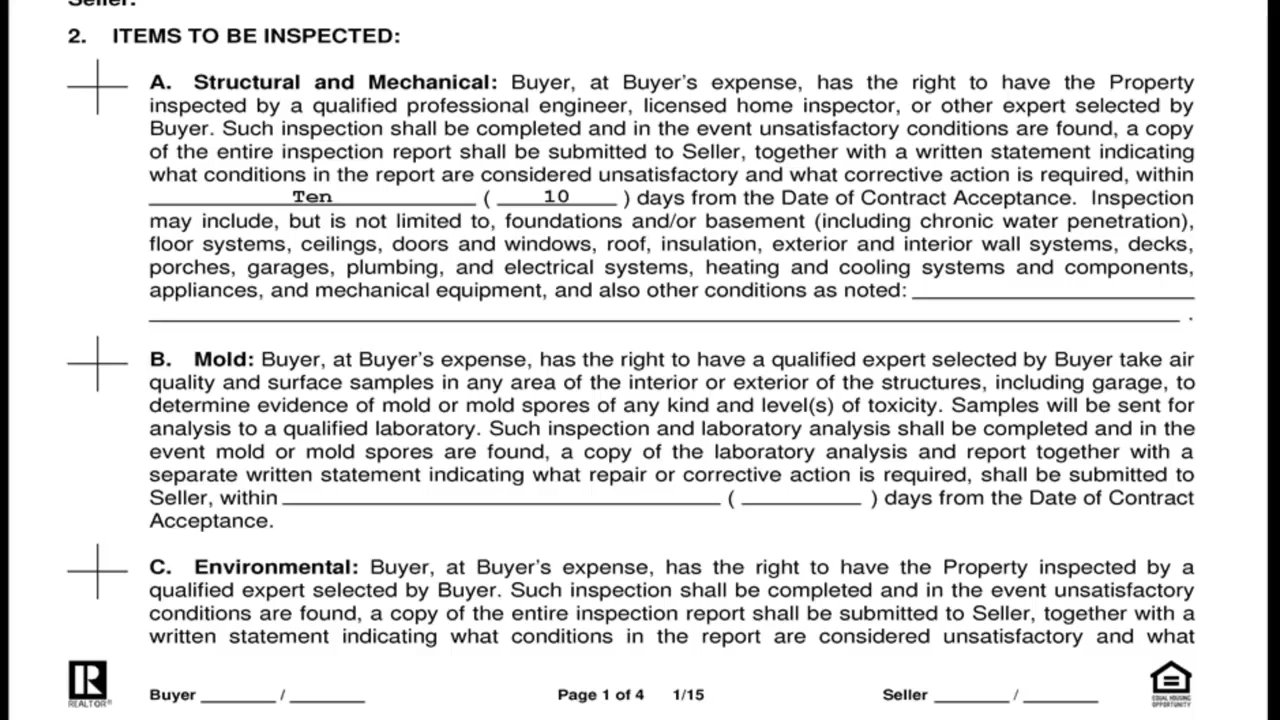 Seller.
2. ITEMS TO BE INSPECTED:
A. Structural and Mechanical: Buyer, at Buyer's expense, has the right to have the Property
inspected by a qualified professional engineer, licensed home inspector, or other expert selected by
Buyer. Such inspection shall be completed and in the event unsatisfactory conditions are found, a copy
of the entire inspection report shall be submitted to Seller, together with a written statement indicating
what conditions in the report are considered unsatisfactory and what corrective action is required, within
Ten ( 10 ) days from the Date of Contract Acceptance. Inspection
may include, but is not limited to, foundations and/or basement (including chronic water penetration),
floor systems, ceilings, doors and windows, roof, insulation, exterior and interior wall systems, decks,
porches, garages, plumbing, and electrical systems, heating and cooling systems and components,
appliances, and mechanical equipment, and also other conditions as noted: ____
____ .
B. Mold: Buyer, at Buyer's expense, has the right to have a qualified expert selected by Buyer take air
quality and surface samples in any area of the interior or exterior of the structures, including garage, to
determine evidence of mold or mold spores of any kind and level(s) of toxicity. Samples will be sent for
analysis to a qualified laboratory. Such inspection and laboratory analysis shall be completed and in the
event mold or mold spores are found, a copy of the laboratory analysis and report together with a
separate written statement indicating what repair or corrective action is required, shall be submitted to
Seller, within ____ ( ____ ) days from the Date of Contract
Acceptance.
C. Environmental: Buyer, at Buyer's expense, has the right to have the Property inspected by a
qualified expert selected by Buyer. Such inspection shall be completed and in the event unsatisfactory
conditions are found, a copy of the entire inspection report shall be submitted to Seller, together with a
written statement indicating what conditions in the report are considered unsatisfactory and what
REALTOR®
Buyer ____ / ____ Page 1 of 4 1/15 Seller ____ / ____
EQUAL HOUSING
OPPORTUNITY